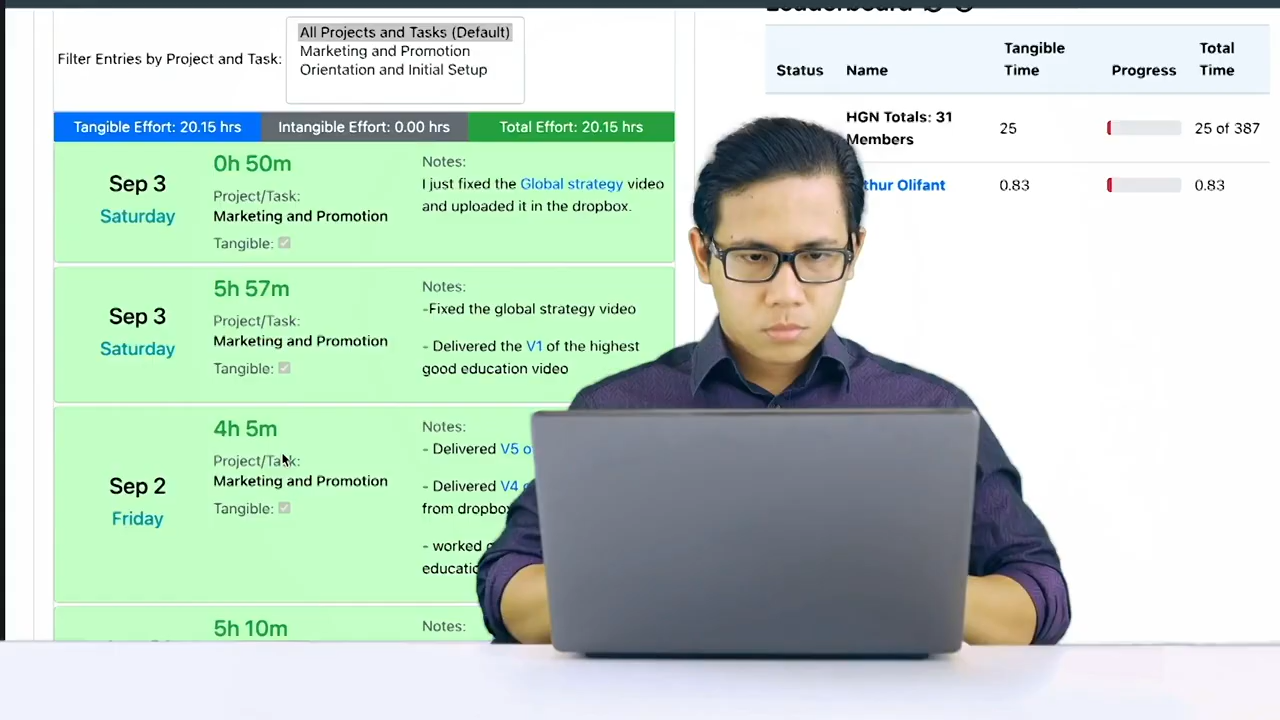 Filter Entries by Project and Task:
All Projects and Tasks (Default)
Marketing and Promotion
Orientation and Initial Setup
Tangible Effort: 20.15 hrs
Intangible Effort: 0.00 hrs
Total Effort: 20.15 hrs
Sep 3
Saturday
0h 50m
Project/Task:
Marketing and Promotion
Tangible:
Notes:
I just fixed the Global strategy video
and uploaded it in the dropbox.
Sep 3
Saturday
5h 57m
Project/Task:
Marketing and Promotion
Tangible:
Notes:
-Fixed the global strategy video
- Delivered the V1 of the highest
good education video
Sep 2
Friday
4h 5m
Project/Task:
Marketing and Promotion
Tangible:
Notes:
- Delivered V5
- Delivered V4
from
- worked
5h 10m
Notes:
Leaderboard
Status
Name
Tangible
Time
Progress
Total
Time
HGN Totals: 31
Members
25
25 of 387
Olifant
0.83
0.83